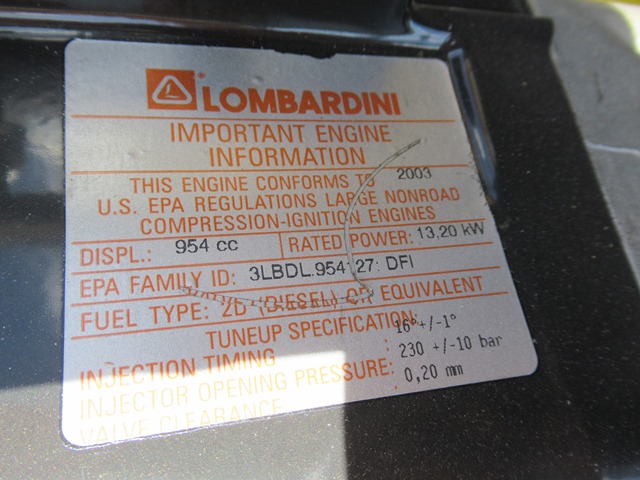 LOMBARDINI
IMPORTANT ENGINE
INFORMATION
THIS ENGINE CONFORMS TO 2003
U.S. EPA REGULATIONS LARGE NONROAD
COMPRESSION-IGNITION ENGINES
DISPL.: 954 cc RATED POWER: 13,20 kW
EPA FAMILY ID: 3LBDL.954127: DFI
FUEL TYPE: 2D (DIESEL) OR EQUIVALENT
TUNEUP SPECIFICATION:
INJECTION TIMING : 16°+/-1°
INJECTOR OPENING PRESSURE: 230 +/-10 bar
VALVE CLEARANCE : 0,20 mm